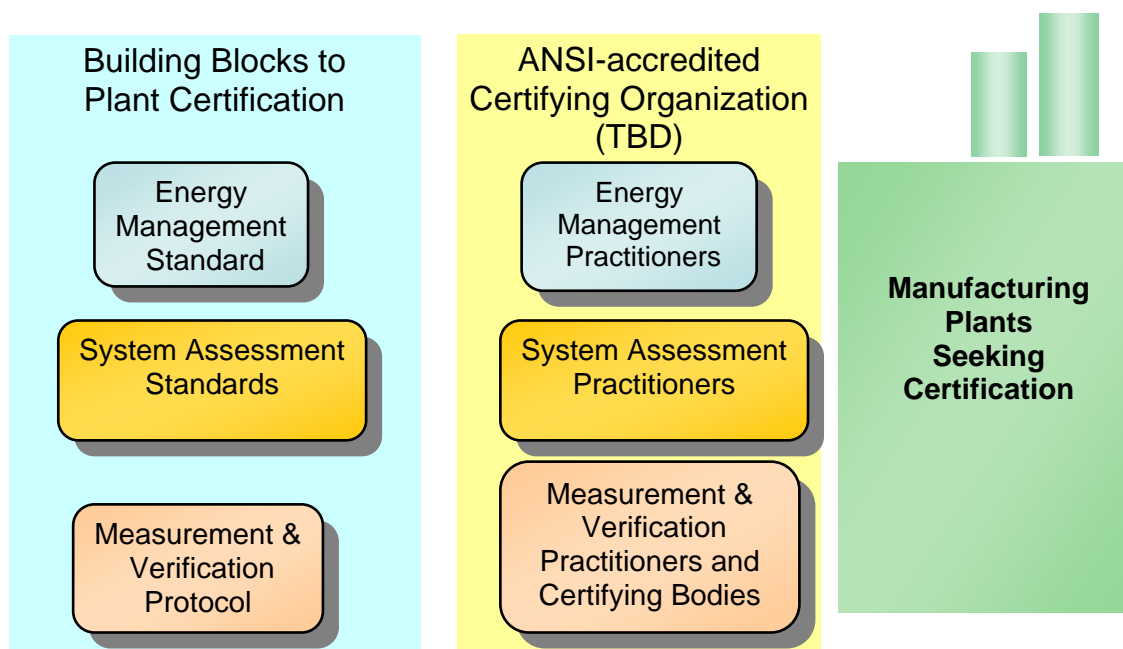 Building Blocks to
Plant Certification
Energy
Management
Standard
System Assessment
Standards
Measurement &
Verification
Protocol
ANSI-accredited
Certifying Organization
(TBD)
Energy
Management
Practitioners
System Assessment
Practitioners
Measurement &
Verification
Practitioners and
Certifying Bodies
Manufacturing
Plants
Seeking
Certification